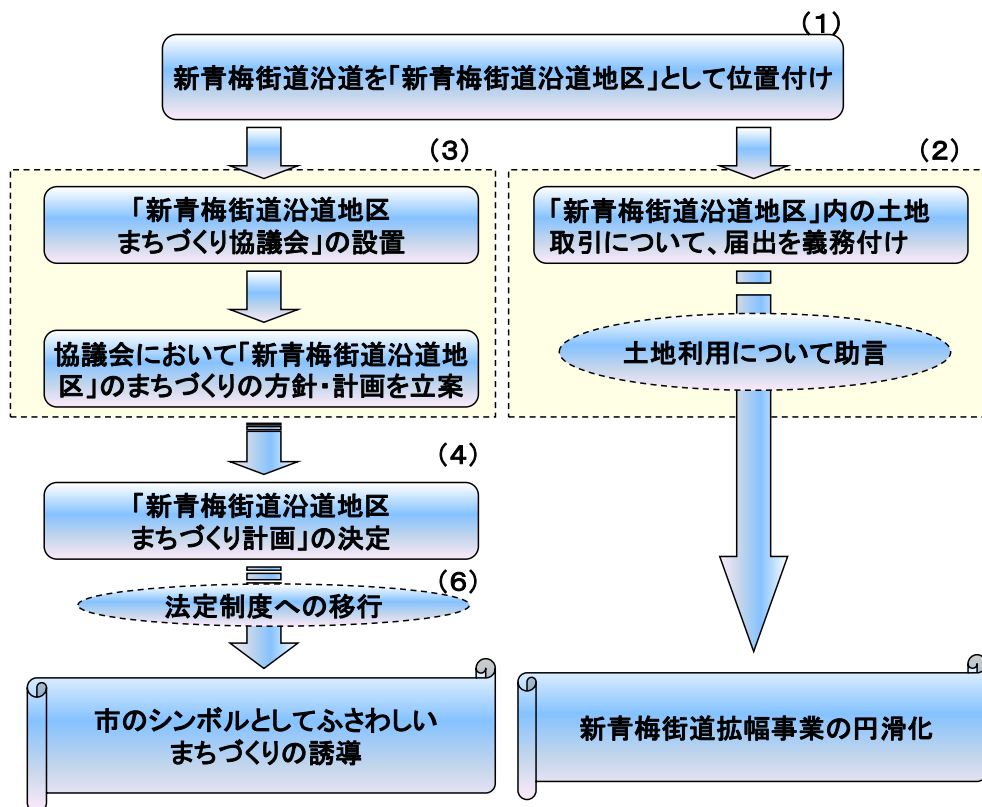 (1)
新青梅街道沿道を「新青梅街道沿道地区」として位置付け
(3)
「新青梅街道沿道地区
まちづくり協議会」の設置
協議会において「新青梅街道沿道地
区」のまちづくりの方針・計画を立案
(2)
「新青梅街道沿道地区」内の土地
取引について、届出を義務付け
土地利用について助言
(4)
「新青梅街道沿道地区
まちづくり計画」の決定
(6)
法定制度への移行
市のシンボルとしてふさわしい
まちづくりの誘導
新青梅街道拡幅事業の円滑化